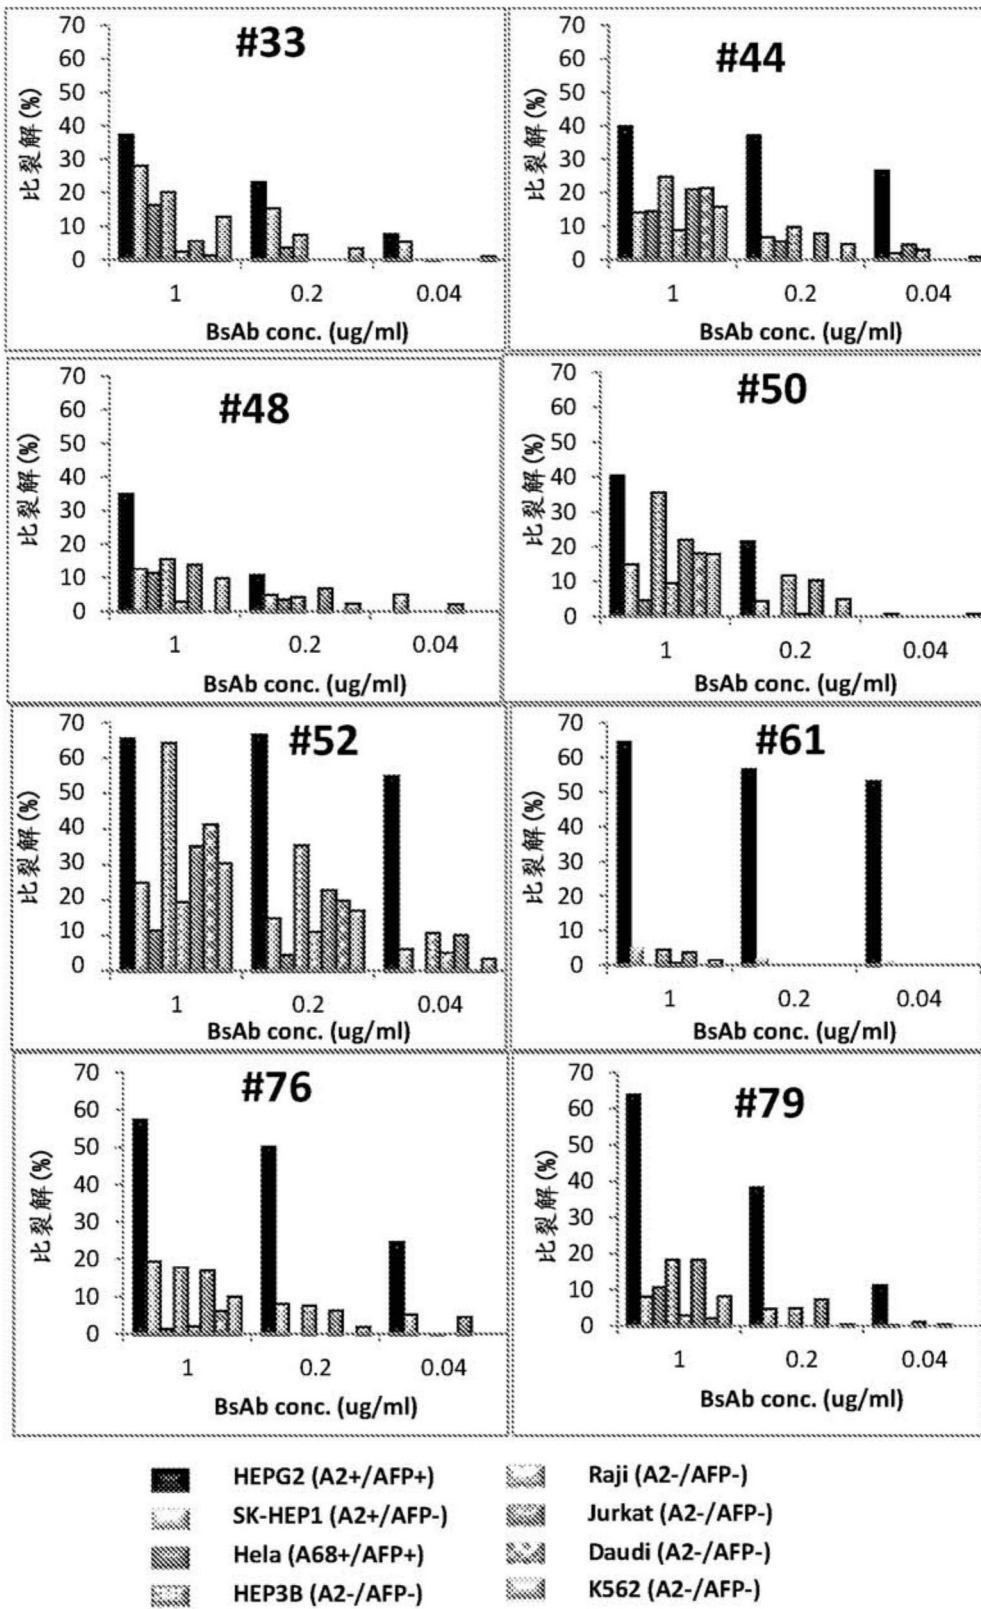 #33
比裂解(%)
70
60
50
40
30
20
10
0
1 0.2 0.04
BsAb conc. (ug/ml)
#44
比裂解(%)
70
60
50
40
30
20
10
0
1 0.2 0.04
BsAb conc. (ug/ml)
#48
比裂解(%)
70
60
50
40
30
20
10
0
1 0.2 0.04
BsAb conc. (ug/ml)
#50
比裂解(%)
70
60
50
40
30
20
10
0
1 0.2 0.04
BsAb conc. (ug/ml)
#52
比裂解(%)
70
60
50
40
30
20
10
0
1 0.2 0.04
BsAb conc. (ug/ml)
#61
比裂解(%)
70
60
50
40
30
20
10
0
1 0.2 0.04
BsAb conc. (ug/ml)
#76
比裂解(%)
70
60
50
40
30
20
10
0
1 0.2 0.04
BsAb conc. (ug/ml)
#79
比裂解(%)
70
60
50
40
30
20
10
0
1 0.2 0.04
BsAb conc. (ug/ml)
HEPG2 (A2+/AFP+)
SK-HEP1 (A2+/AFP-)
Hela (A68+/AFP+)
HEP3B (A2-/AFP-)
Raji (A2-/AFP-)
Jurkat (A2-/AFP-)
Daudi (A2-/AFP-)
K562 (A2-/AFP-)